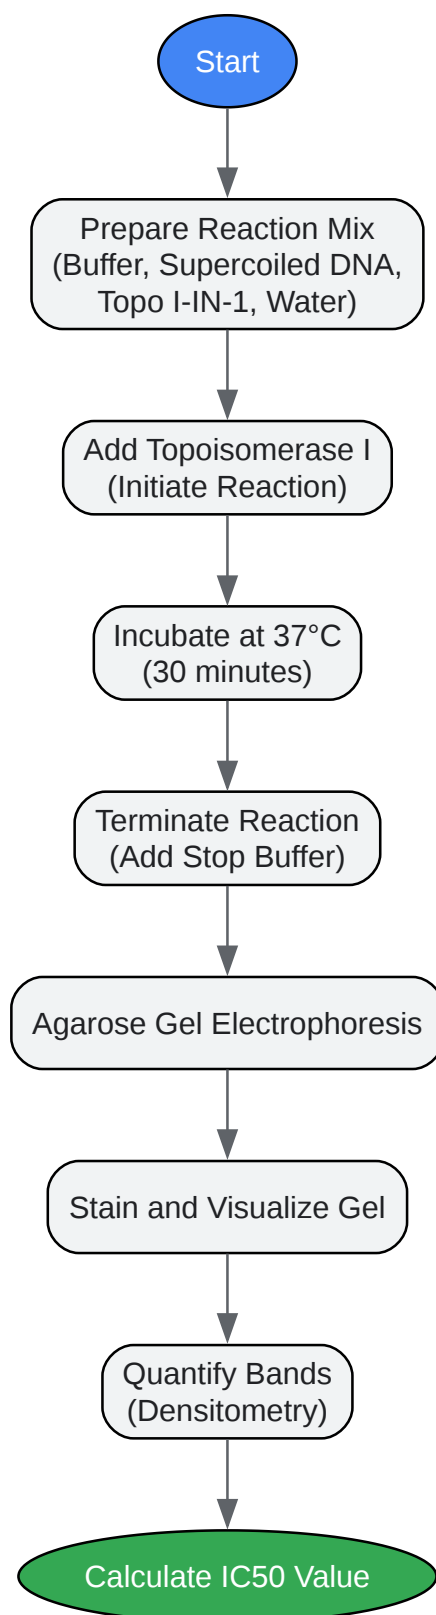 Start
Prepare Reaction Mix
(Buffer, Supercoiled DNA,
Topo I-IN-1, Water)
Add Topoisomerase I
(Initiate Reaction)
Incubate at 37°C
(30 minutes)
Terminate Reaction
(Add Stop Buffer)
Agarose Gel Electrophoresis
Stain and Visualize Gel
Quantify Bands
(Densitometry)
Calculate IC50 Value